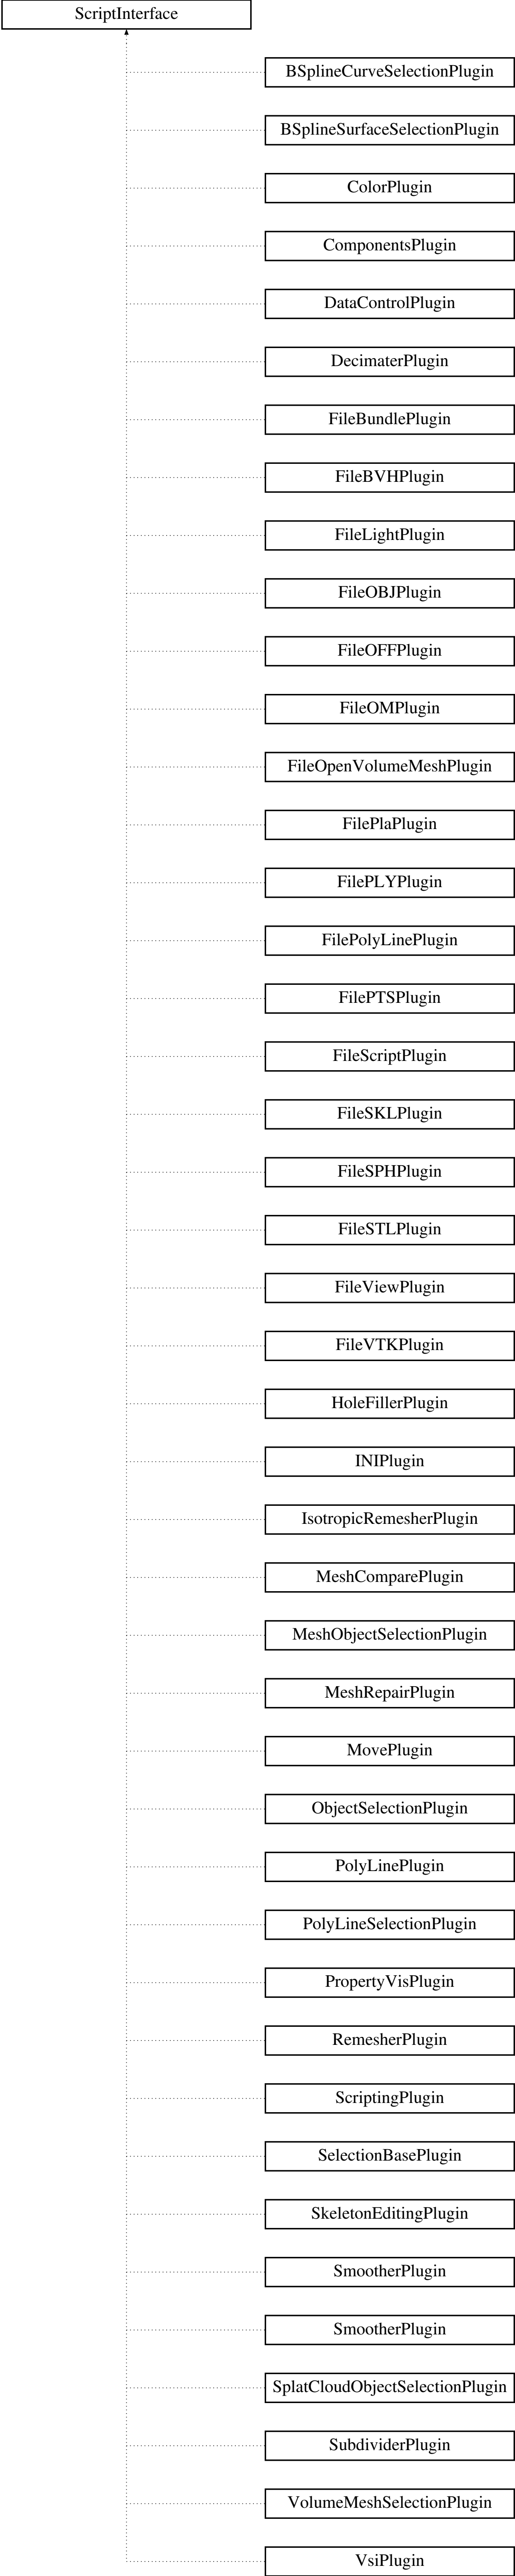 ScriptInterface
BSplineCurveSelectionPlugin
BSplineSurfaceSelectionPlugin
ColorPlugin
ComponentsPlugin
DataControlPlugin
DecimaterPlugin
FileBundlePlugin
FileBVHPlugin
FileLightPlugin
FileOBJPlugin
FileOFFPlugin
FileOMPlugin
FileOpenVolumeMeshPlugin
FilePlaPlugin
FilePLYPlugin
FilePolyLinePlugin
FilePTSPlugin
FileScriptPlugin
FileSKLPlugin
FileSPHPlugin
FileSTLPlugin
FileViewPlugin
FileVTKPlugin
HoleFillerPlugin
INIPlugin
IsotropicRemesherPlugin
MeshComparePlugin
MeshObjectSelectionPlugin
MeshRepairPlugin
MovePlugin
ObjectSelectionPlugin
PolyLinePlugin
PolyLineSelectionPlugin
PropertyVisPlugin
RemesherPlugin
ScriptingPlugin
SelectionBasePlugin
SkeletonEditingPlugin
SmootherPlugin
SmootherPlugin
SplatCloudObjectSelectionPlugin
SubdividerPlugin
VolumeMeshSelectionPlugin
VsiPlugin